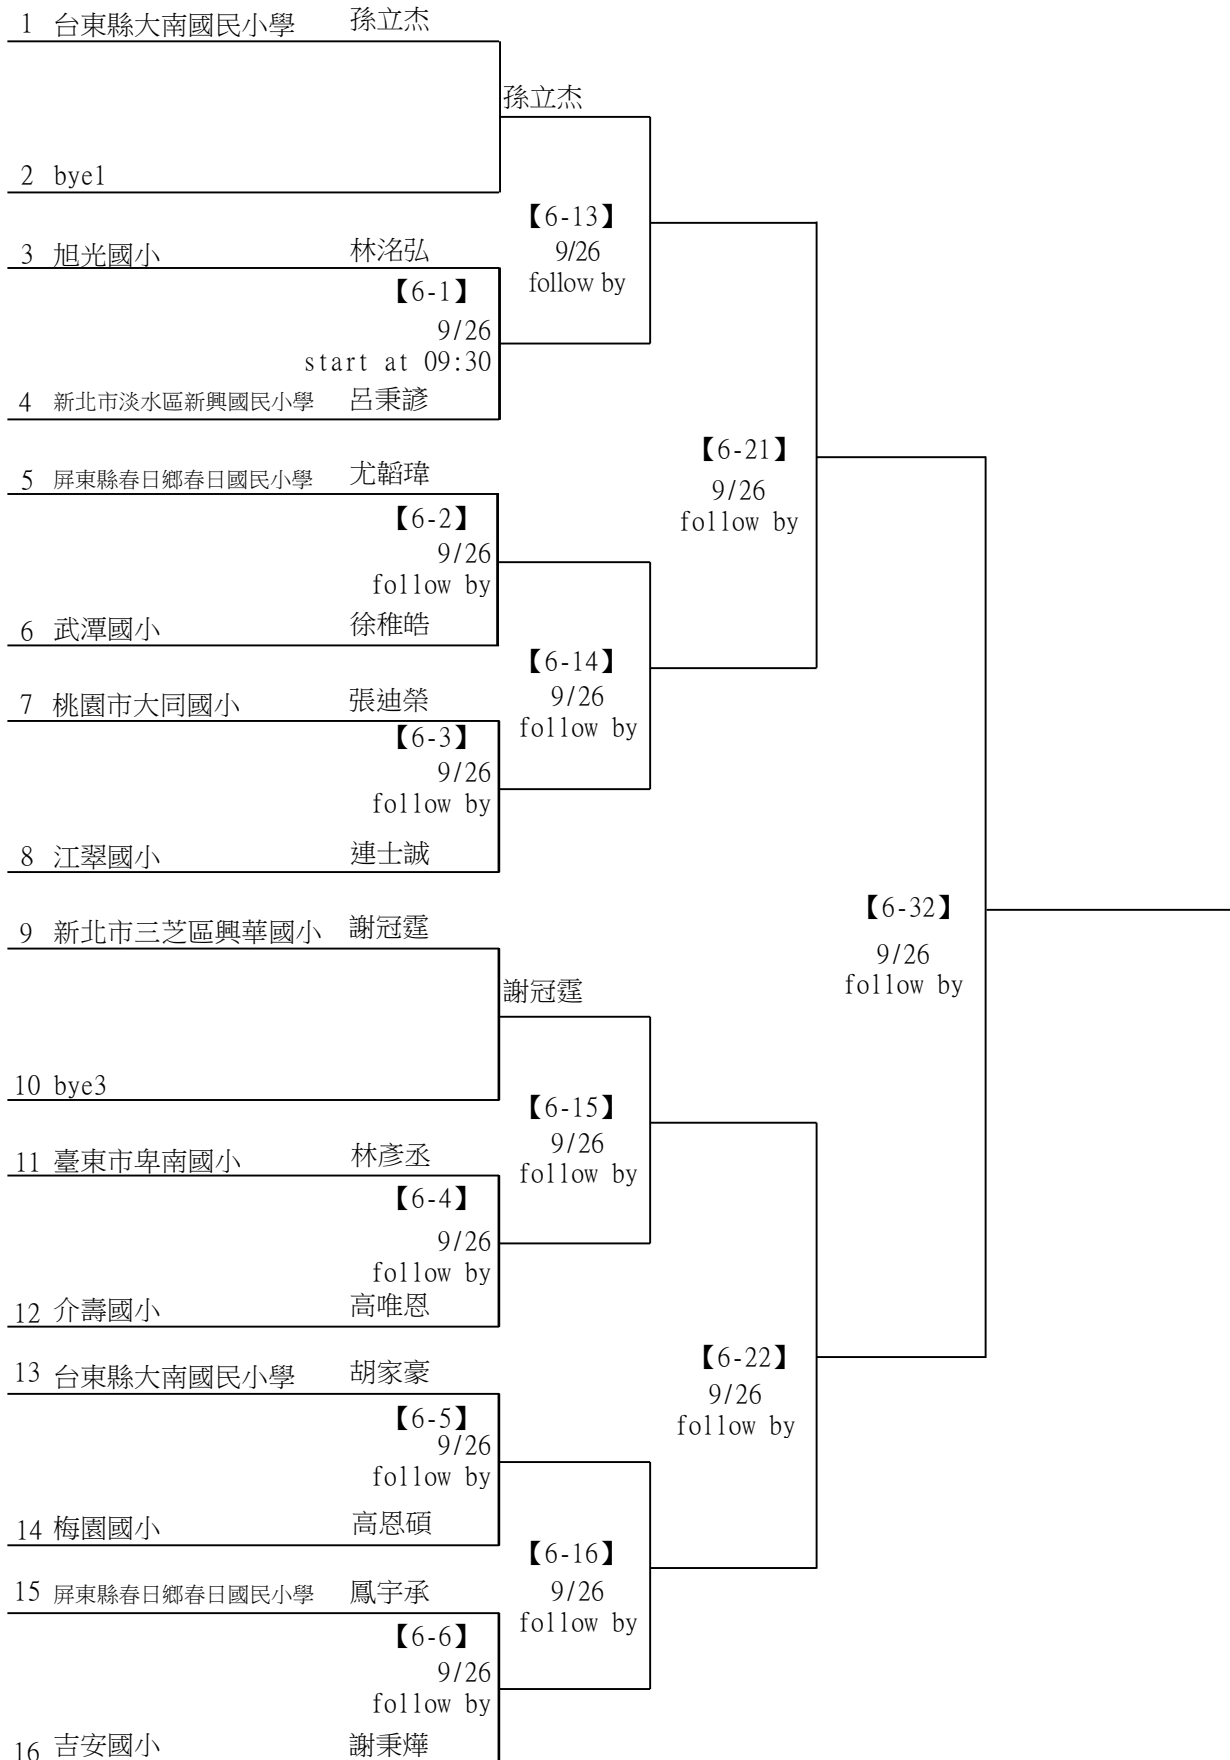 1 台東縣大南國民小學 孫立杰
孫立杰
2 bye1
【6-13】
9/26
follow by
3 旭光國小 林洺弘
【6-1】
9/26
start at 09:30
4 新北市淡水區新興國民小學 呂秉諺
【6-21】
9/26
follow by
5 屏東縣春日鄉春日國民小學 尤韜瑋
【6-2】
9/26
follow by
6 武潭國小 徐稚皓
【6-14】
9/26
follow by
7 桃園市大同國小 張迪榮
【6-3】
9/26
follow by
8 江翠國小 連士誠
【6-32】
9/26
follow by
9 新北市三芝區興華國小 謝冠霆
謝冠霆
10 bye3
【6-15】
9/26
follow by
11 臺東市卑南國小 林彥丞
【6-4】
9/26
follow by
12 介壽國小 高唯恩
【6-22】
9/26
follow by
13 台東縣大南國民小學 胡家豪
【6-5】
9/26
follow by
14 梅園國小 高恩碩
【6-16】
9/26
follow by
15 屏東縣春日鄉春日國民小學 鳳宇承
【6-6】
9/26
follow by
16 吉安國小 謝秉燁